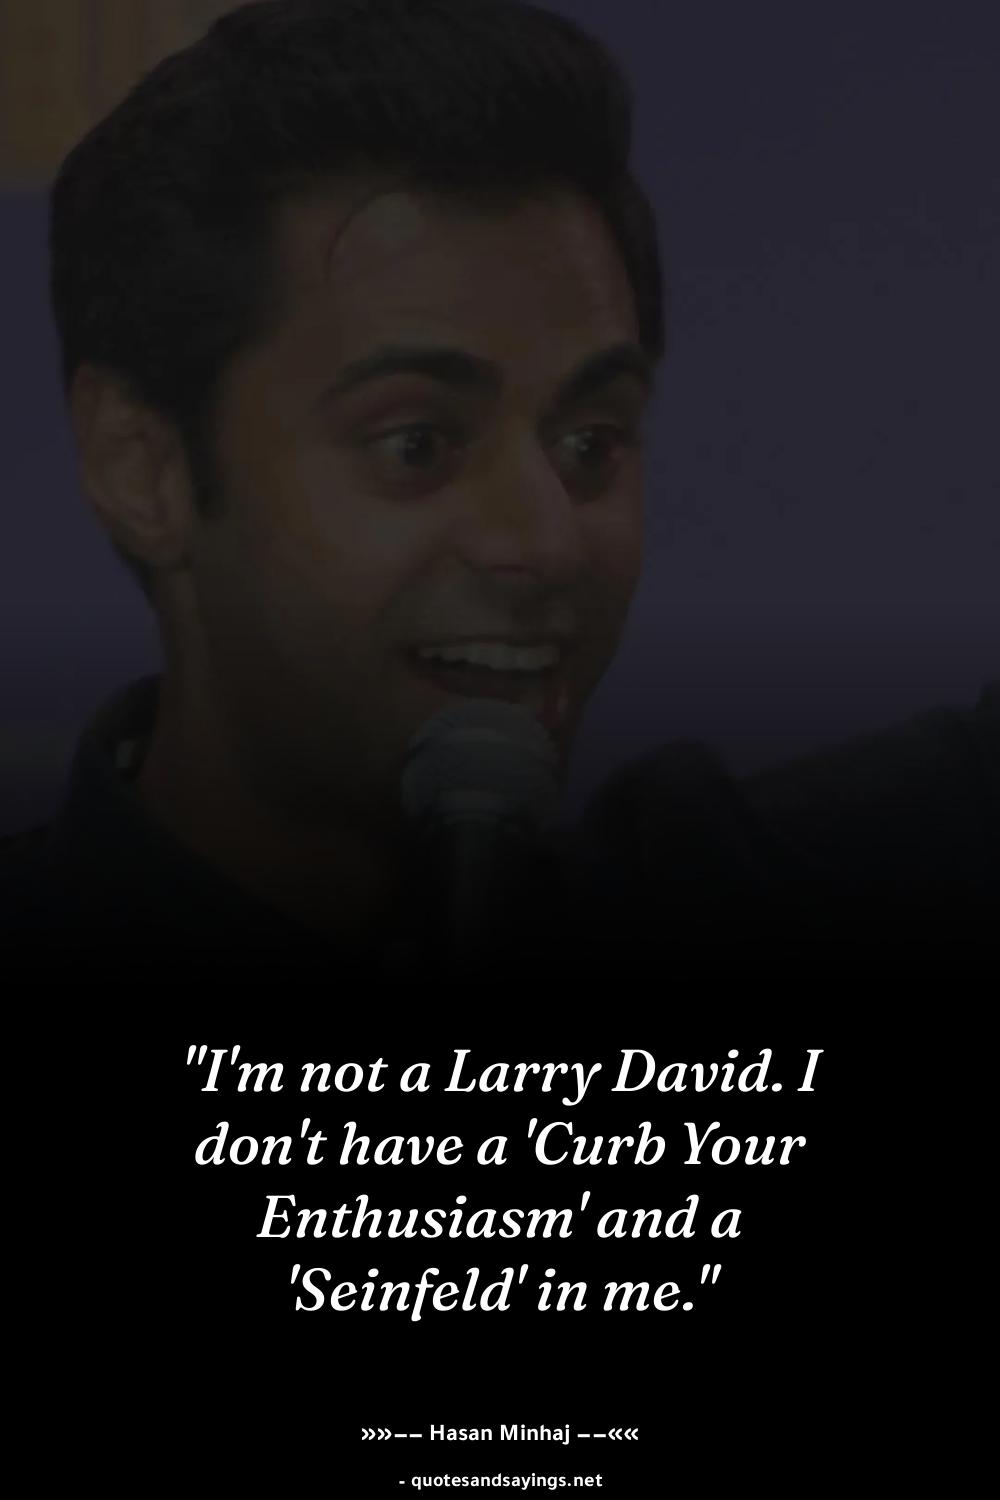 "I'm not a Larry David. I
don't have a 'Curb Your
Enthusiasm' and a
'Seinfeld' in me."
»»−− Hasan Minhaj −−««
- quotesandsayings.net